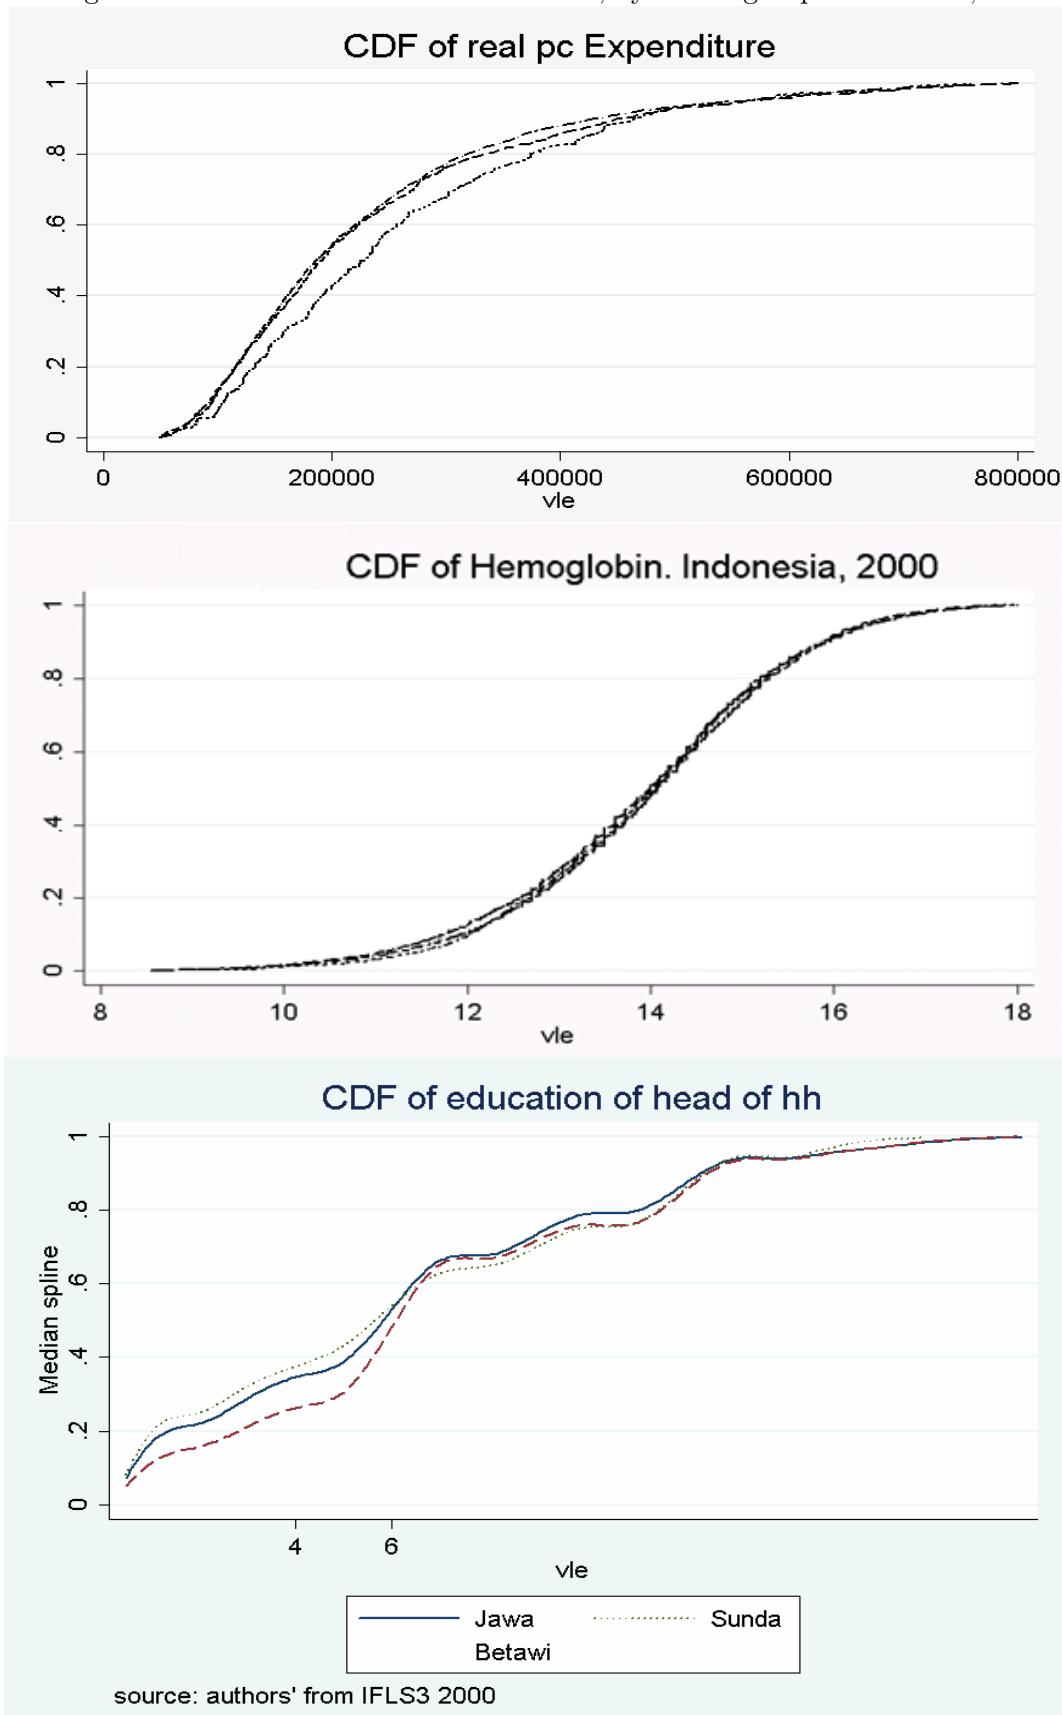 CDF of real pc Expenditure
1
.8
.6
.4
.2
0
0 200000 400000 600000 800000
vle
CDF of Hemoglobin. Indonesia, 2000
1
.8
.6
.4
.2
0
8 10 12 14 16 18
vle
CDF of education of head of hh
Median spline
1
.8
.6
.4
.2
0
4 6
vle
Jawa Sunda
Betawi
source: authors' from IFLS3 2000